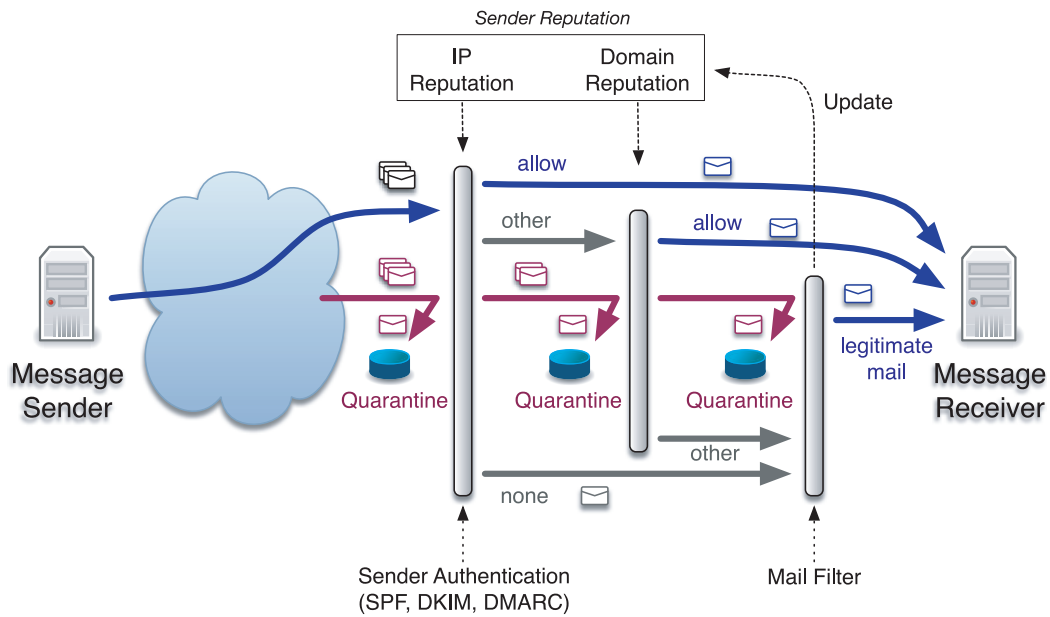 Sender Reputation
IP
Reputation
Domain
Reputation
Update
allow
other
allow
Message
Sender
Quarantine
Quarantine
Quarantine
legitimate
mail
Message
Receiver
other
none
Sender Authentication
(SPF, DKIM, DMARC)
Mail Filter